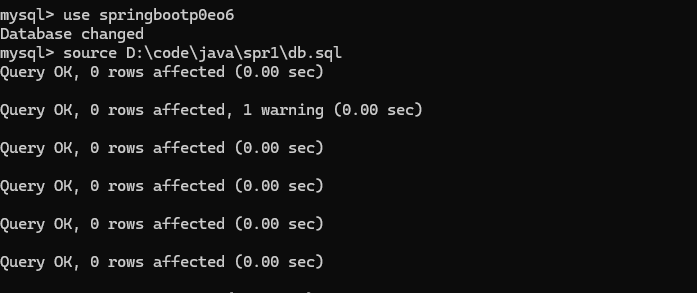 mysql> use springbootp0eo6
Database changed
mysql> source D:\code\java\spr1\db.sql
Query OK, 0 rows affected (0.00 sec)
Query OK, 0 rows affected, 1 warning (0.00 sec)
Query OK, 0 rows affected (0.00 sec)
Query OK, 0 rows affected (0.00 sec)
Query OK, 0 rows affected (0.00 sec)
Query OK, 0 rows affected (0.00 sec)